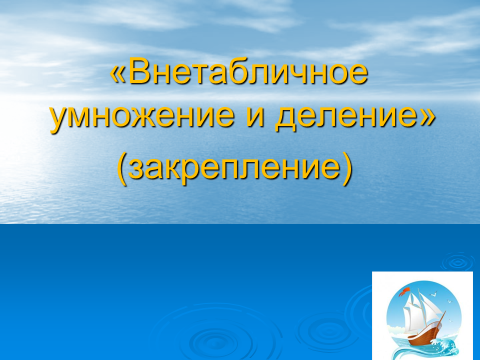 «Внетабличное
умножение и деление»
(закрепление)